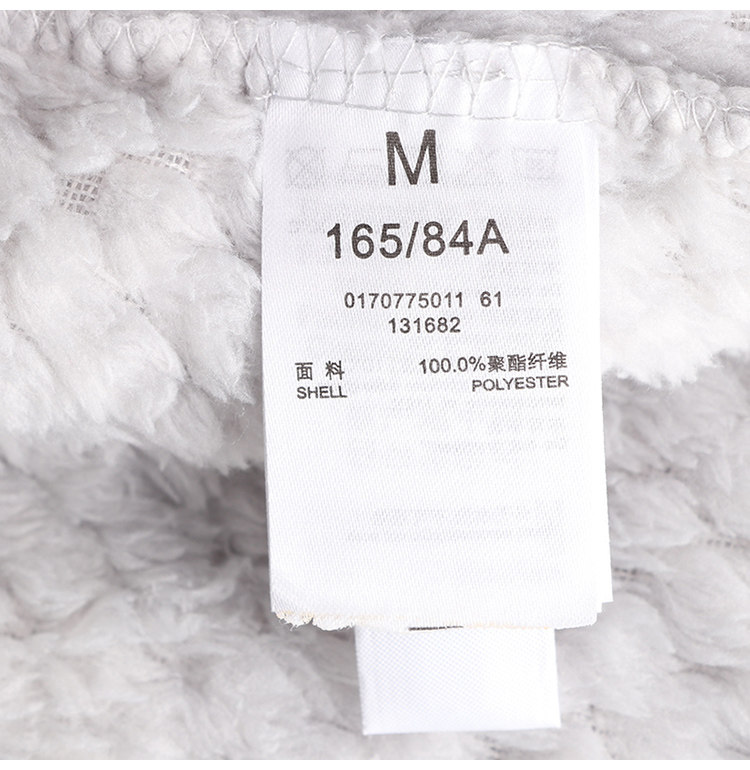 M
165/84A
0170775011 61
131682
面 料 100.0%聚酯纤维
SHELL POLYESTER